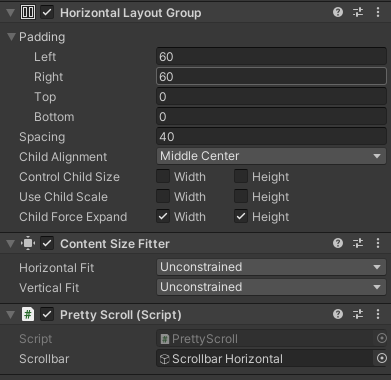 Horizontal Layout Group
Padding
Left 60
Right 60
Top 0
Bottom 0
Spacing 40
Child Alignment Middle Center
Control Child Size Width Height
Use Child Scale Width Height
Child Force Expand Width Height
Content Size Fitter
Horizontal Fit Unconstrained
Vertical Fit Unconstrained
# Pretty Scroll (Script)
Script # PrettyScroll
Scrollbar Scrollbar Horizontal